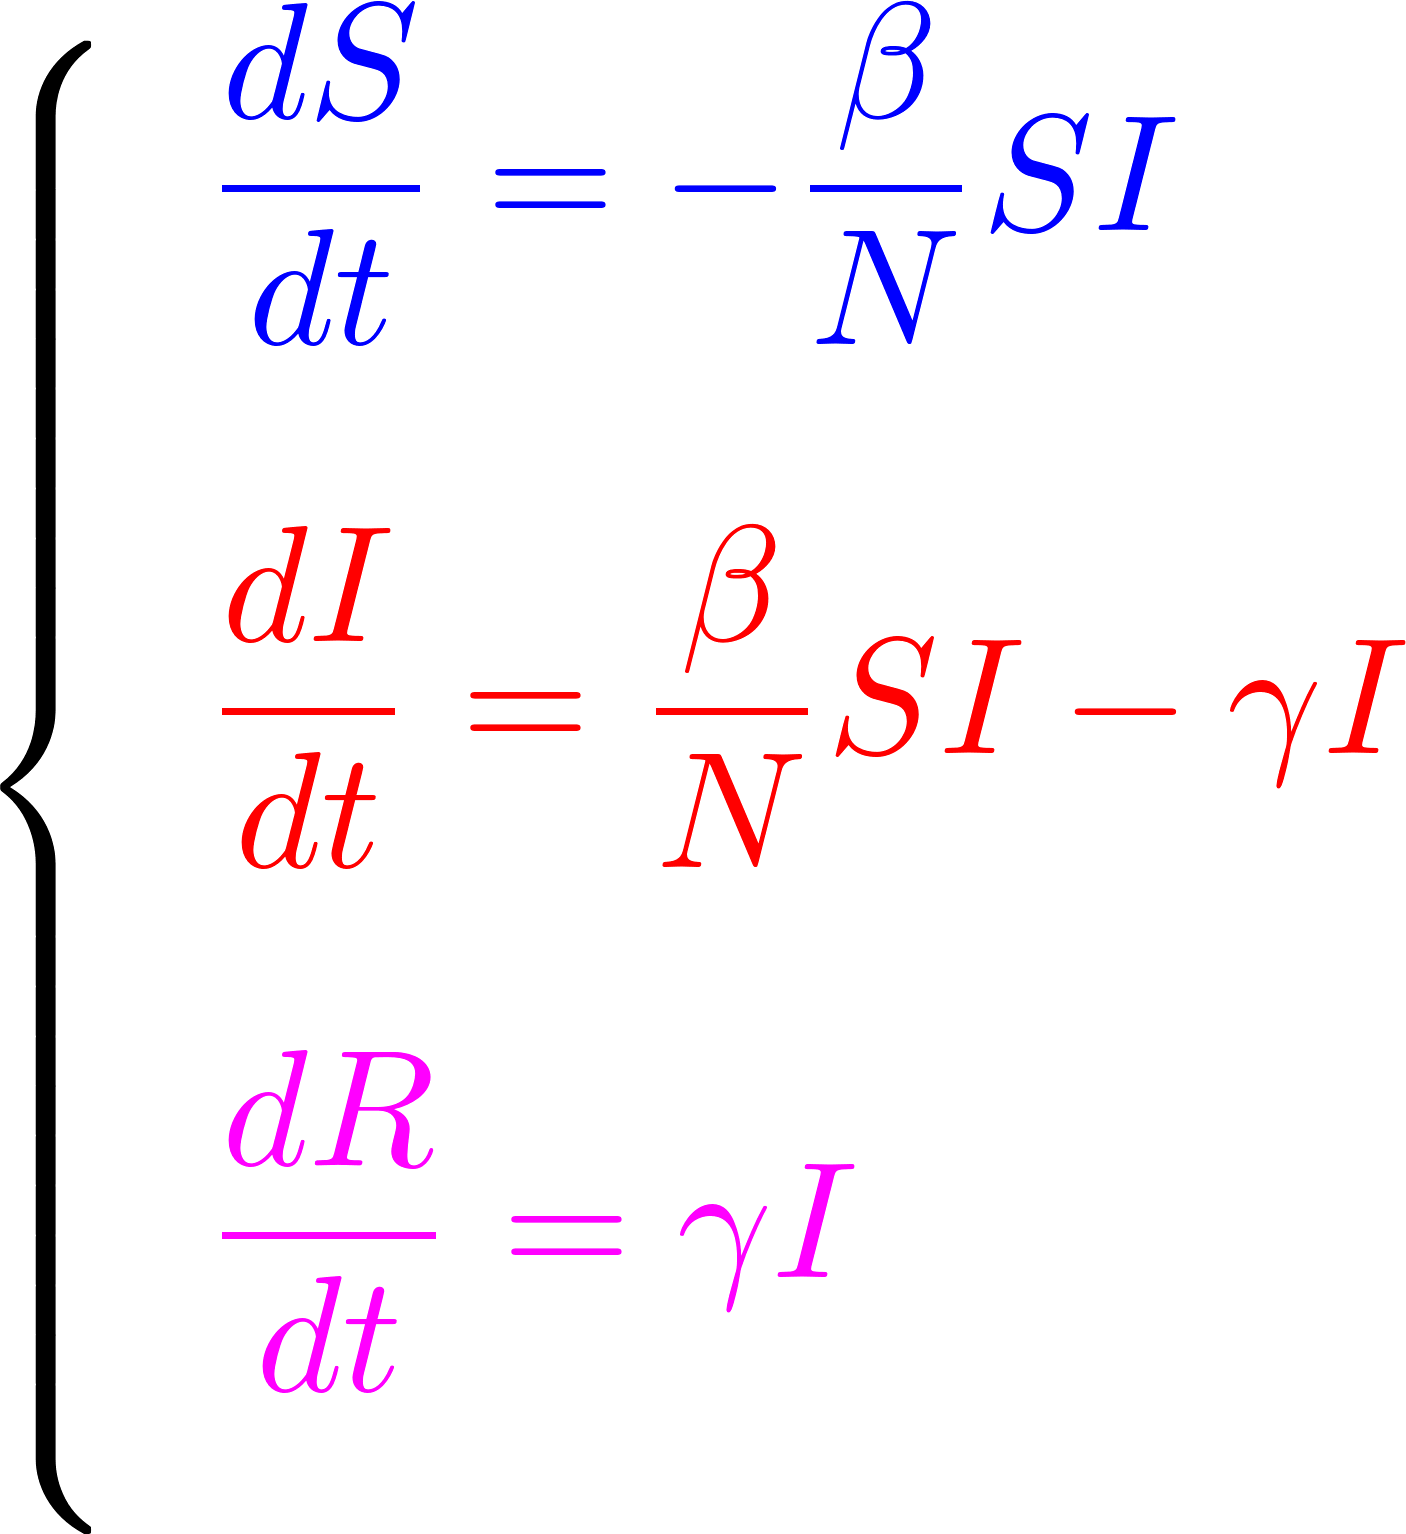 dS/dt = −β/N SI
dI/dt = β/N SI − γI
dR/dt = γI